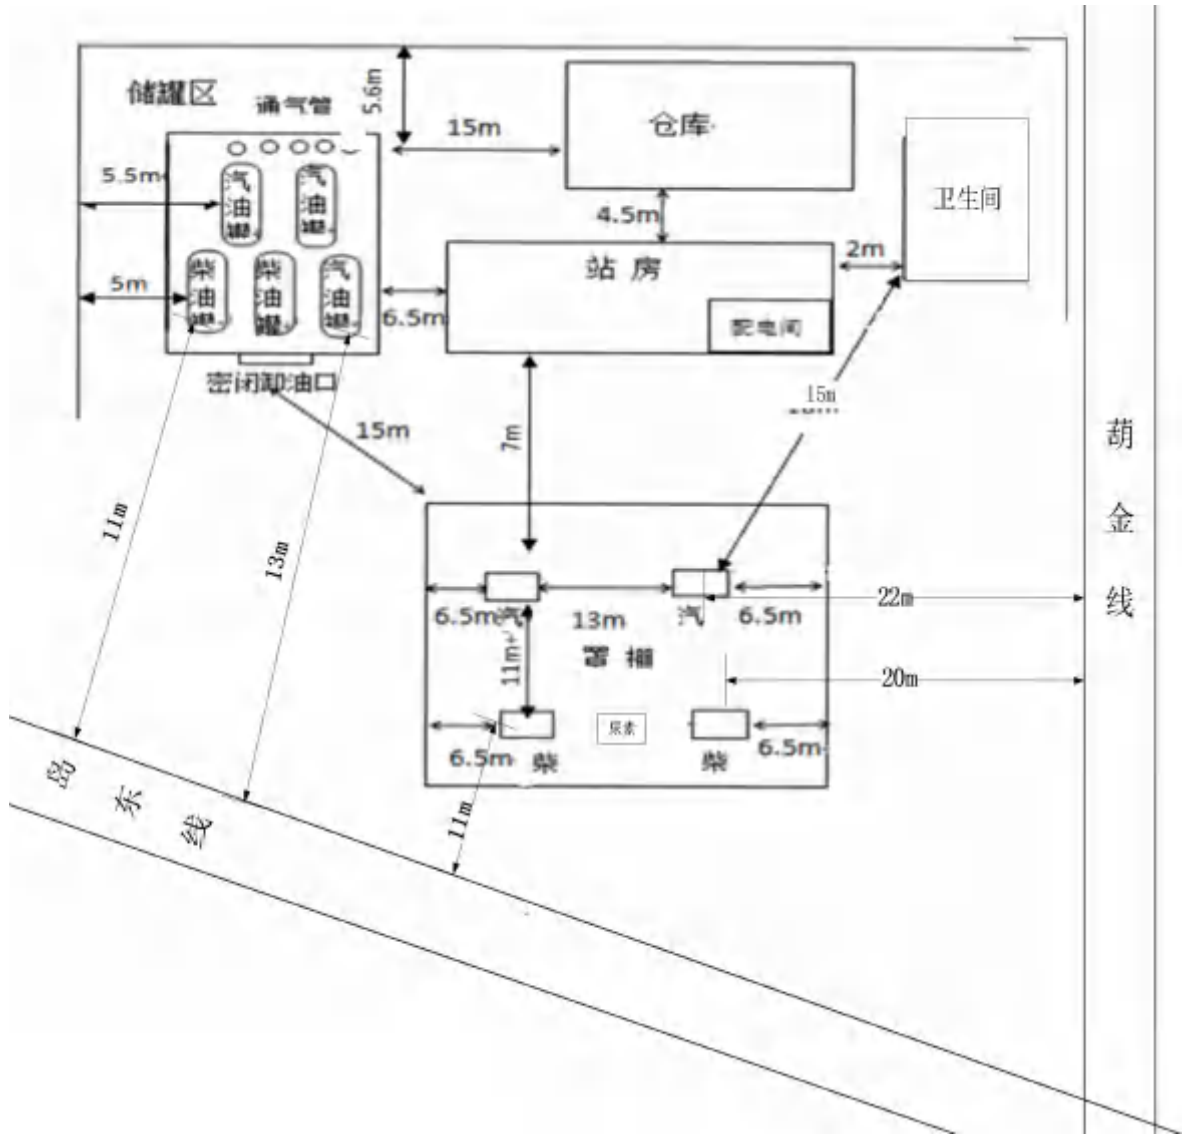 储罐区
通气管
5.6m
15m
仓库
卫生间
5.5m
汽油罐
汽油罐
4.5m
站房
2m
5m
柴油罐
柴油罐
汽油罐
6.5m
配电间
密闭卸油口
15m
7m
15m
葫金线
11m
13m
6.5m
汽
13m
汽
6.5m
22m
11m
罩棚
20m
尿素
6.5m
柴
柴
6.5m
11m
岛东线